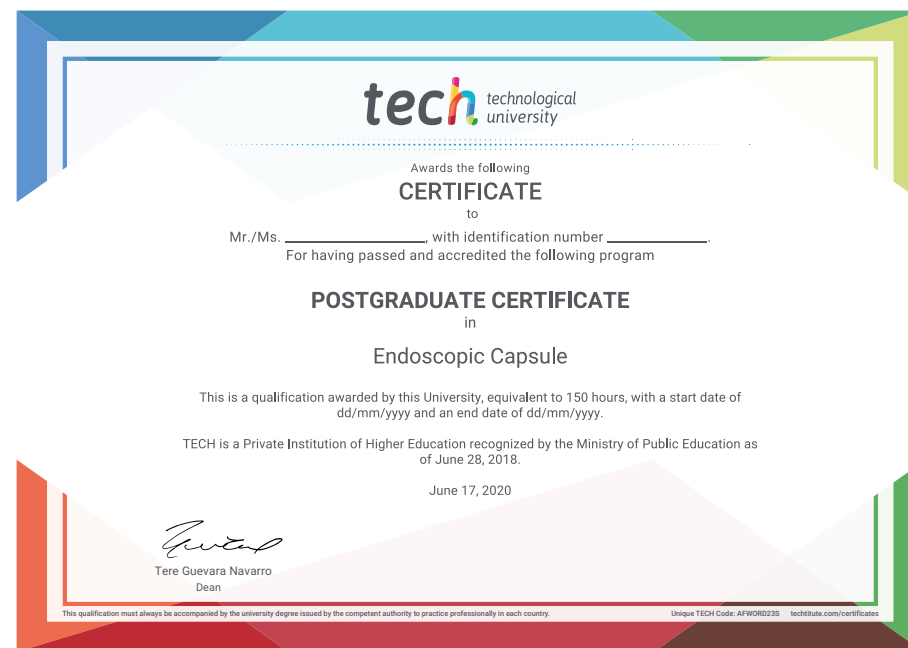 tech technological
university
Awards the following
CERTIFICATE
to
Mr./Ms. ____________________, with identification number ______________.
For having passed and accredited the following program
POSTGRADUATE CERTIFICATE
in
Endoscopic Capsule
This is a qualification awarded by this University, equivalent to 150 hours, with a start date of
dd/mm/yyyy and an end date of dd/mm/yyyy.
TECH is a Private Institution of Higher Education recognized by the Ministry of Public Education as
of June 28, 2018.
June 17, 2020
Tere Guevara Navarro
Dean
This qualification must always be accompanied by the university degree issued by the competent authority to practice professionally in each country. Unique TECH Code: AFWORD23S techtitute.com/certificates